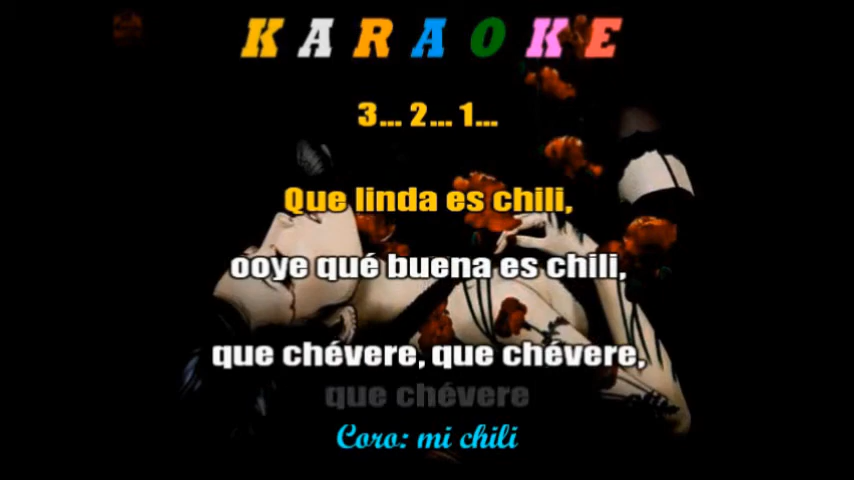 KARAOKE
3... 2... 1...
Que linda es chili,
ooye qué buena es chili,
que chévere, que chévere,
que chévere
Coro: mi chili